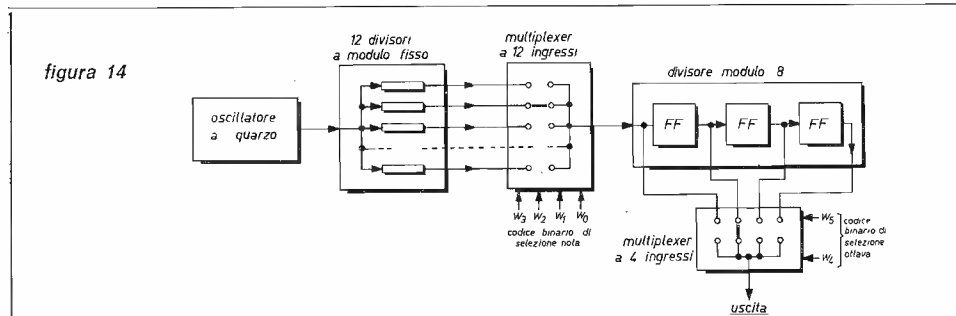 figura 14
oscillatore
a quarzo
12 divisori
a modulo fisso
multiplexer
a 12 ingressi
W3 W2 W1 W0
codice binario di
selezione nota
divisore modulo 8
FF FF FF
multiplexer
a 4 ingressi
W5
W4
codice
binario di
selezione
ottava
uscita